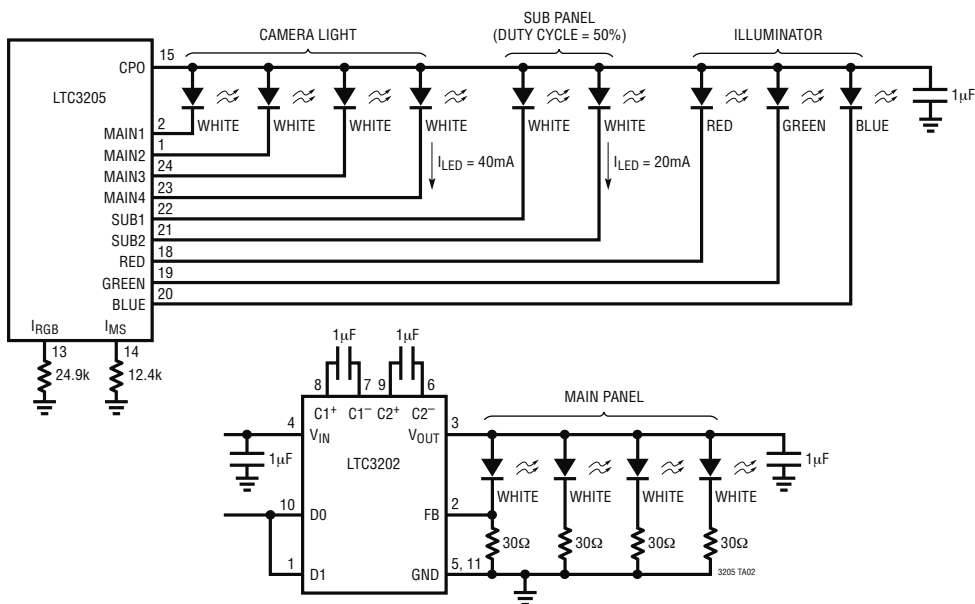 CAMERA LIGHT
SUB PANEL
(DUTY CYCLE = 50%)
ILLUMINATOR
15
CPO
LTC3205
1µF
WHITE
WHITE
WHITE
WHITE
WHITE
WHITE
RED
GREEN
BLUE
2
MAIN1
1
MAIN2
24
MAIN3
23
MAIN4
22
SUB1
21
SUB2
18
RED
19
GREEN
20
BLUE
I_LED = 40mA
I_LED = 20mA
I_RGB
I_MS
13
14
24.9k
12.4k
1µF
1µF
8
7
9
6
C1+
C1–
C2+
C2–
MAIN PANEL
4
V_IN
V_OUT
3
1µF
LTC3202
1µF
WHITE
WHITE
WHITE
WHITE
10
D0
FB
2
30Ω
30Ω
30Ω
30Ω
1
D1
GND
5, 11
3205 TA02